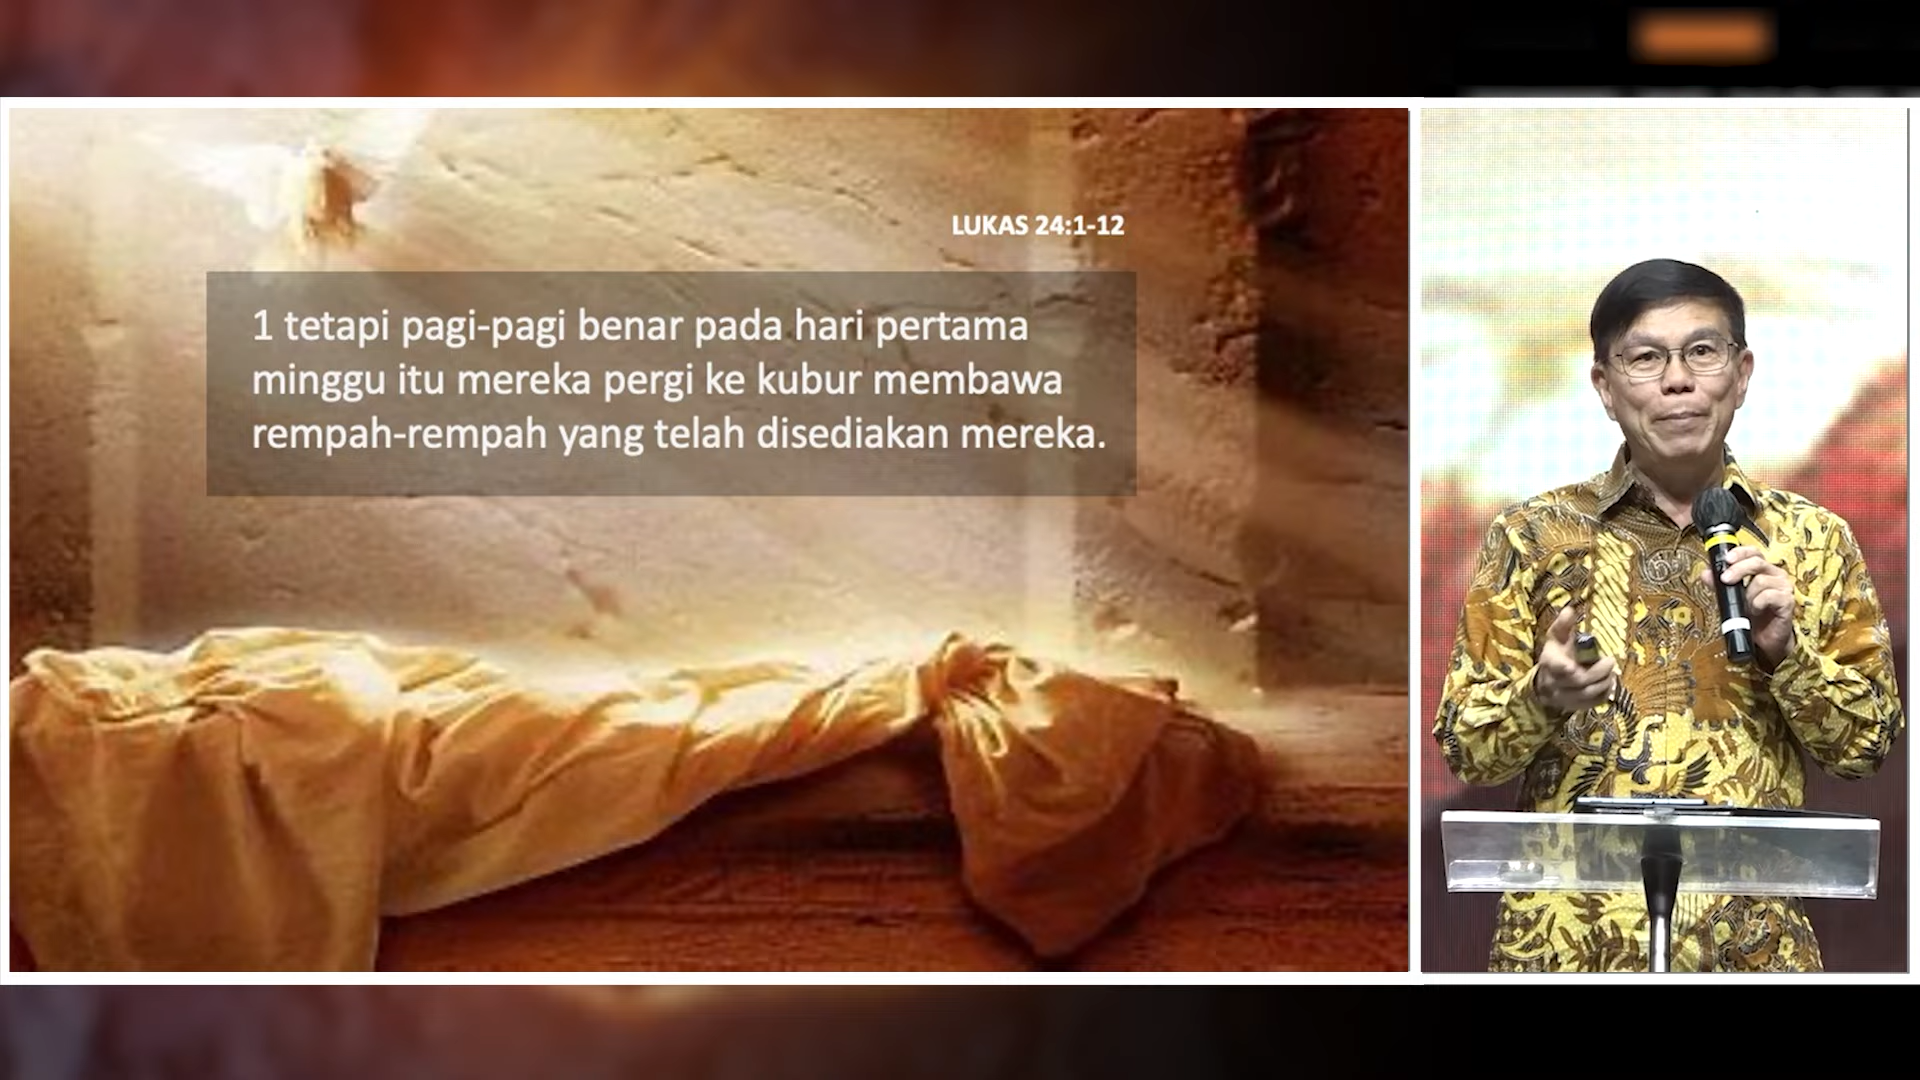 LUKAS 24:1-12
1 tetapi pagi-pagi benar pada hari pertama
minggu itu mereka pergi ke kubur membawa
rempah-rempah yang telah disediakan mereka.